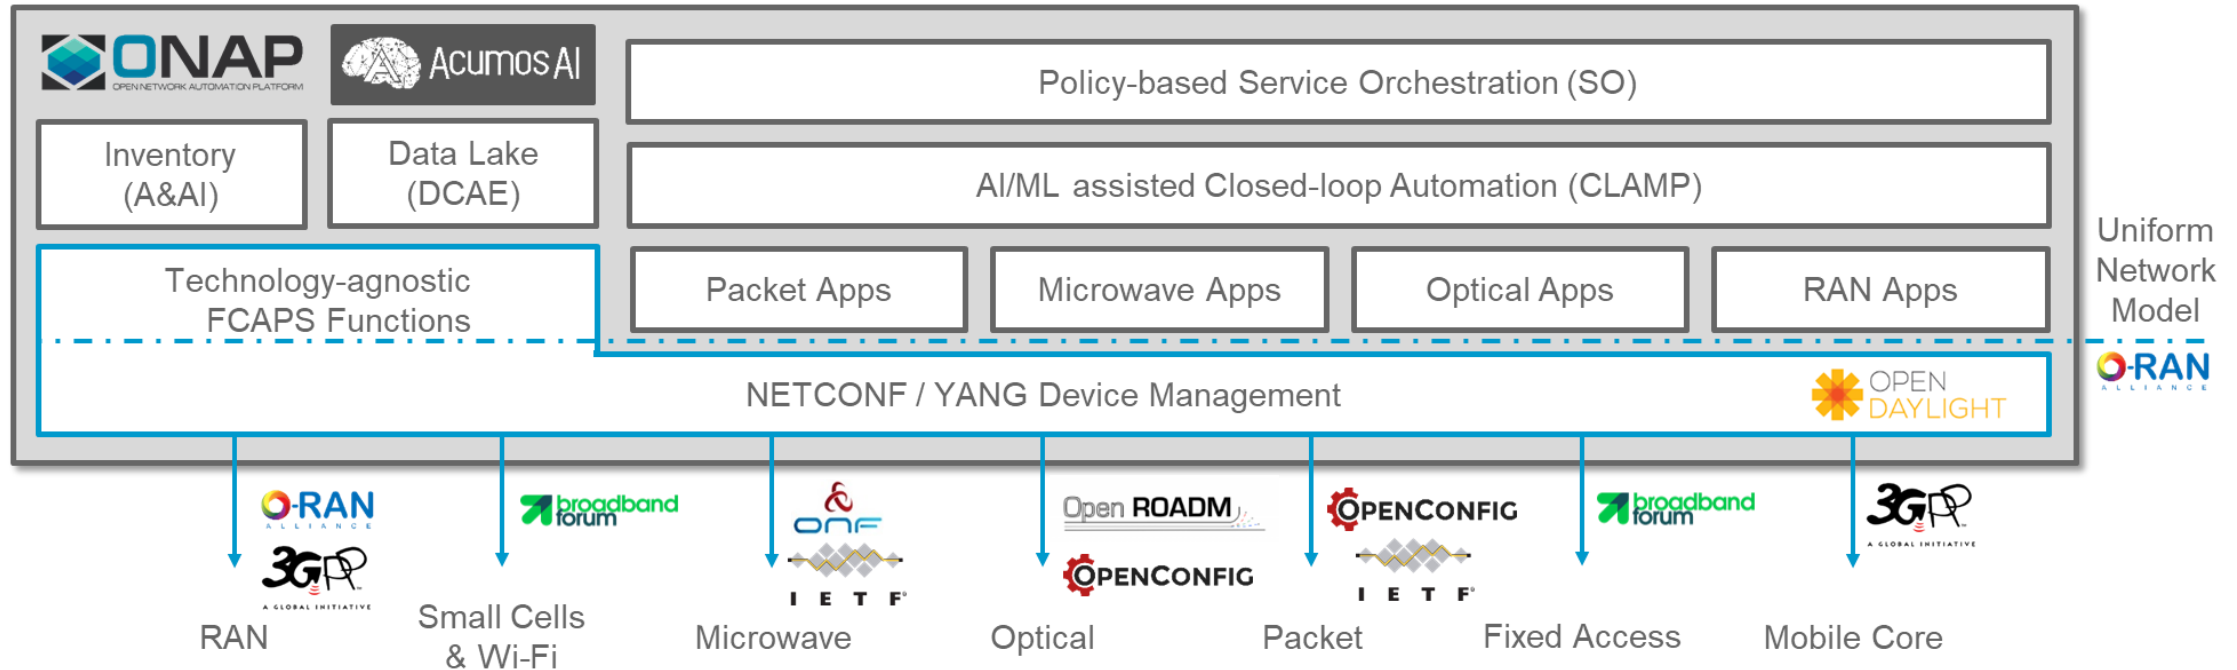 ONAP
OPEN NETWORK AUTOMATION PLATFORM
Acumos AI
Policy-based Service Orchestration (SO)
Inventory
(A&AI)
Data Lake
(DCAE)
AI/ML assisted Closed-loop Automation (CLAMP)
Technology-agnostic
FCAPS Functions
Packet Apps
Microwave Apps
Optical Apps
RAN Apps
Uniform
Network
Model
O-RAN
ALLIANCE
NETCONF / YANG Device Management
OPEN
DAYLIGHT
O-RAN
ALLIANCE
3GPP
A GLOBAL INITIATIVE
RAN
broadband
forum
Small Cells
& Wi-Fi
ONF
IETF®
Microwave
Open ROADM
OPENCONFIG
Optical
OPENCONFIG
IETF®
Packet
broadband
forum
Fixed Access
3GPP
A GLOBAL INITIATIVE
Mobile Core